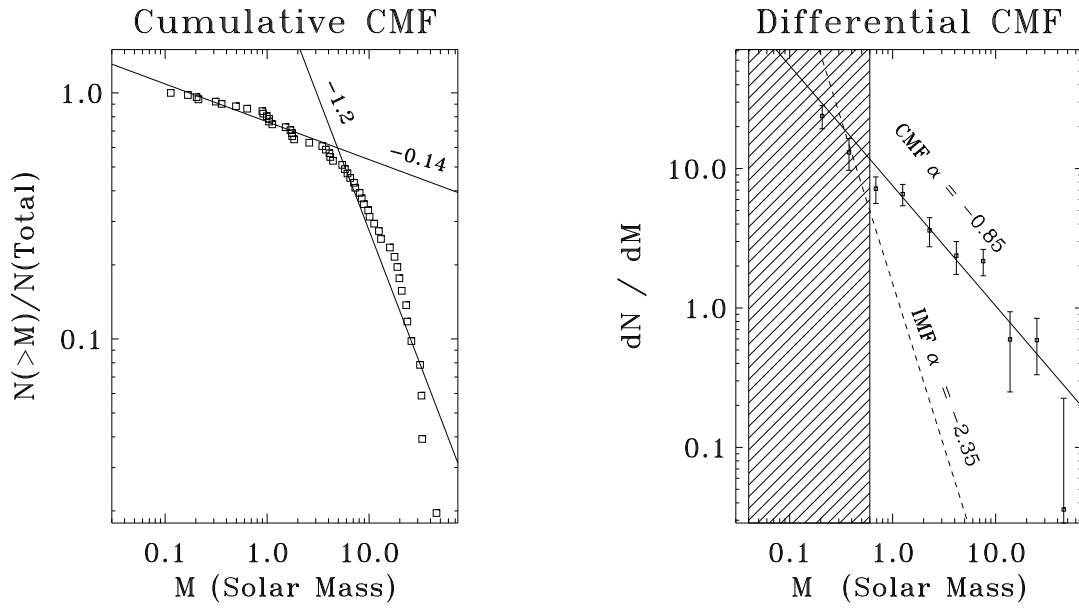 Cumulative CMF
N(>M)/N(Total)
1.0
0.1
-1.2
-0.14
0.1 1.0 10.0
M (Solar Mass)
Differential CMF
dN / dM
10.0
1.0
0.1
CMF α = -0.85
IMF α = -2.35
0.1 1.0 10.0
M (Solar Mass)